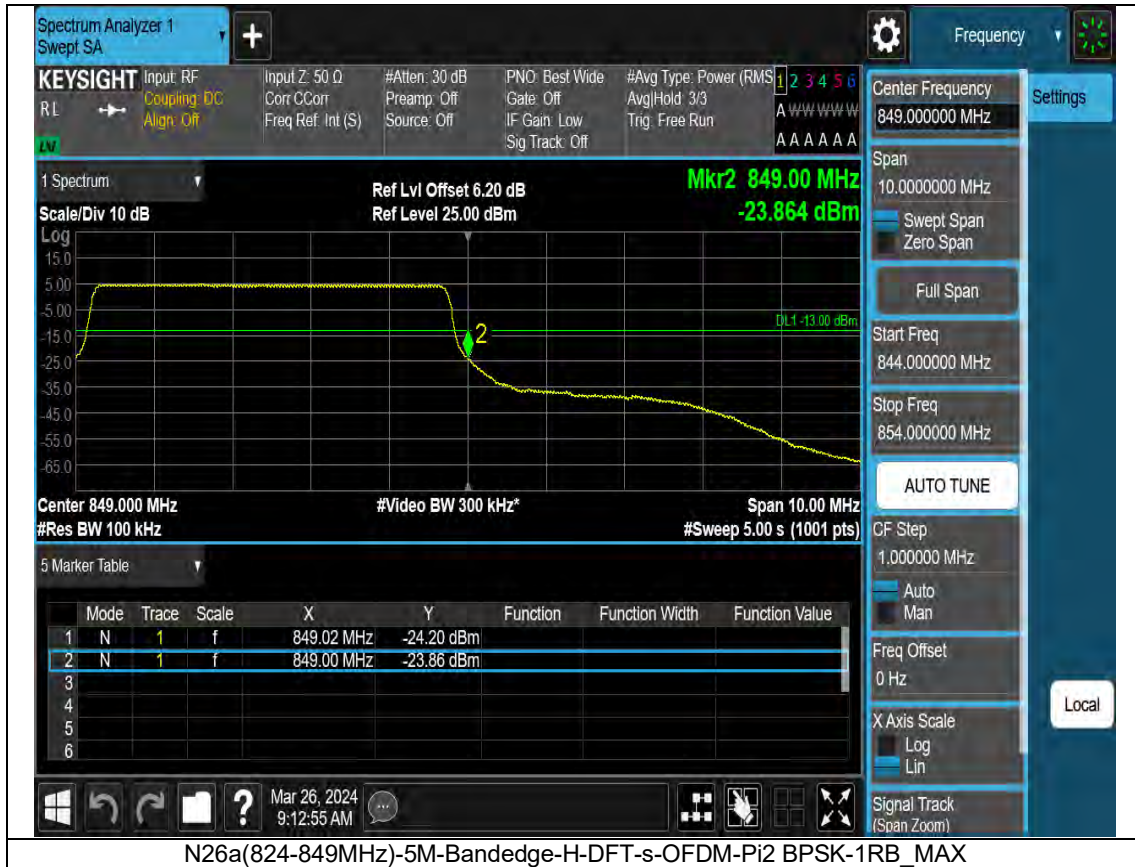 Spectrum Analyzer 1
Swept SA
Frequency
KEYSIGHT
RL
LXI
Input: RF
Coupling: DC
Align: Off
Input Z: 50 Ω
Corr CCorr
Freq Ref: Int (S)
#Atten: 30 dB
Preamp: Off
Source: Off
PNO: Best Wide
Gate: Off
IF Gain: Low
Sig Track: Off
#Avg Type: Power (RMS
Avg|Hold: 3/3
Trig: Free Run
1 2 3 4 5 6
A W W W W W
A A A A A A
1 Spectrum
Scale/Div 10 dB
Ref Lvl Offset 6.20 dB
Ref Level 25.00 dBm
Mkr2 849.00 MHz
-23.864 dBm
Log
15.0
5.00
-5.00
-15.0
-25.0
-35.0
-45.0
-55.0
-65.0
DL1 -13.00 dBm
2
Center 849.000 MHz
#Video BW 300 kHz*
Span 10.00 MHz
#Res BW 100 kHz
#Sweep 5.00 s (1001 pts)
5 Marker Table
Mode Trace Scale X Y Function Function Width Function Value
1 N 1 f 849.02 MHz -24.20 dBm
2 N 1 f 849.00 MHz -23.86 dBm
3
4
5
6
Mar 26, 2024
9:12:55 AM
Center Frequency
849.000000 MHz
Span
10.0000000 MHz
Swept Span
Zero Span
Full Span
Start Freq
844.000000 MHz
Stop Freq
854.000000 MHz
AUTO TUNE
CF Step
1.000000 MHz
Auto
Man
Freq Offset
0 Hz
X Axis Scale
Log
Lin
Signal Track
(Span Zoom)
Settings
Local
N26a(824-849MHz)-5M-Bandedge-H-DFT-s-OFDM-Pi2 BPSK-1RB_MAX